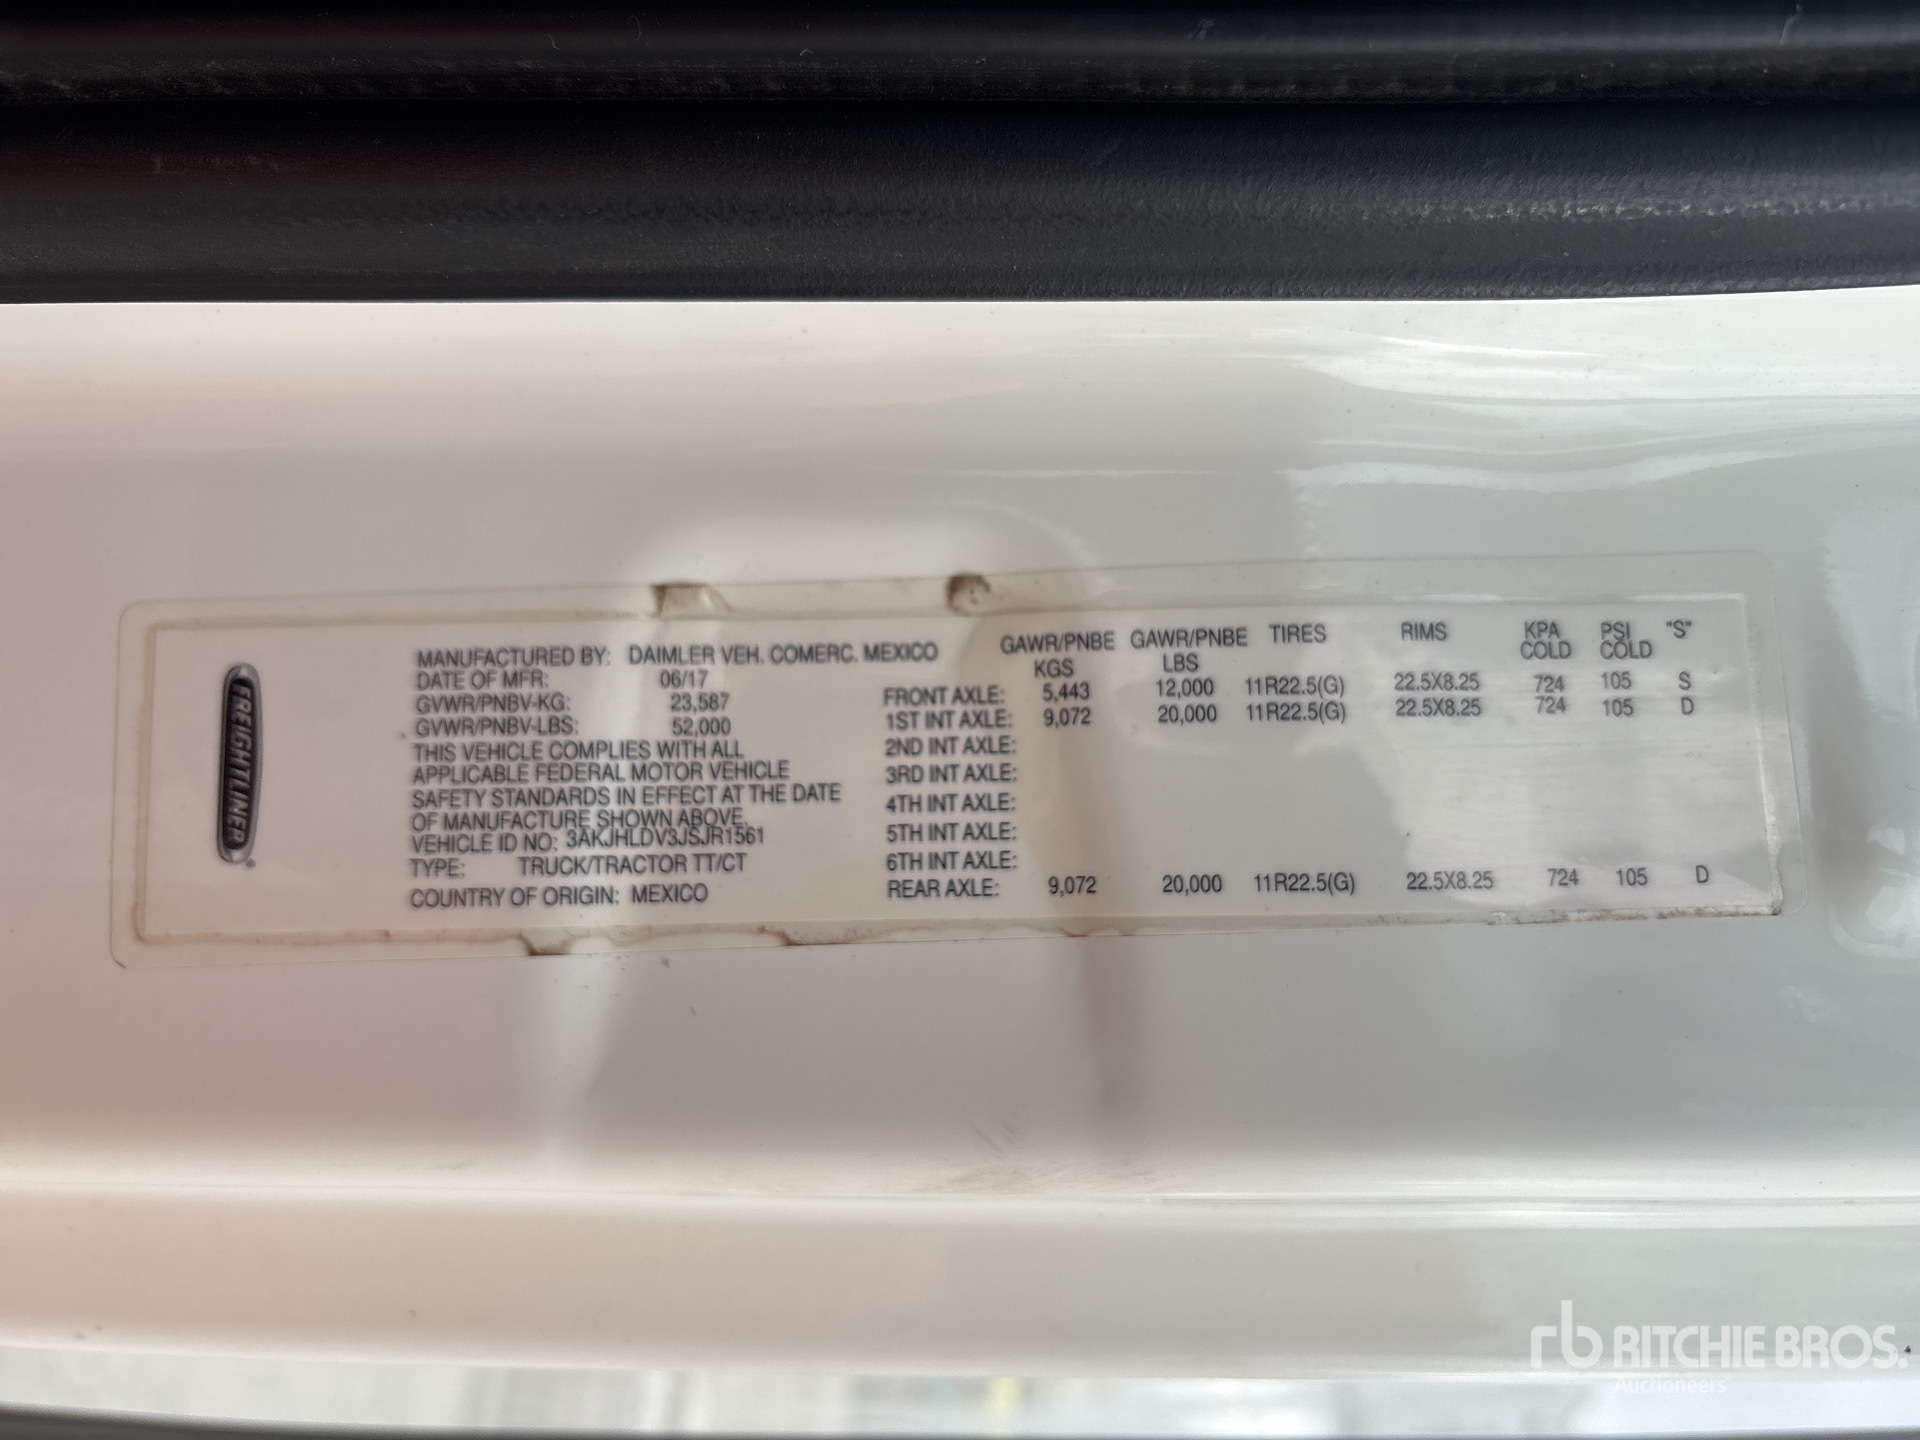 FREIGHTLINER®
MANUFACTURED BY: DAIMLER VEH. COMERC. MEXICO
DATE OF MFR: 06/17
GVWR/PNBV-KG: 23,587
GVWR/PNBV-LBS: 52,000
THIS VEHICLE COMPLIES WITH ALL
APPLICABLE FEDERAL MOTOR VEHICLE
SAFETY STANDARDS IN EFFECT AT THE DATE
OF MANUFACTURE SHOWN ABOVE.
VEHICLE ID NO: 3AKJHLDV3JSJR1561
TYPE: TRUCK/TRACTOR TT/CT
COUNTRY OF ORIGIN: MEXICO
GAWR/PNBE KGS GAWR/PNBE LBS TIRES RIMS KPA COLD PSI COLD "S"
FRONT AXLE: 5,443 12,000 11R22.5(G) 22.5X8.25 724 105 S
1ST INT AXLE: 9,072 20,000 11R22.5(G) 22.5X8.25 724 105 D
2ND INT AXLE:
3RD INT AXLE:
4TH INT AXLE:
5TH INT AXLE:
6TH INT AXLE:
REAR AXLE: 9,072 20,000 11R22.5(G) 22.5X8.25 724 105 D
rb RITCHIE BROS.
Auctioneers